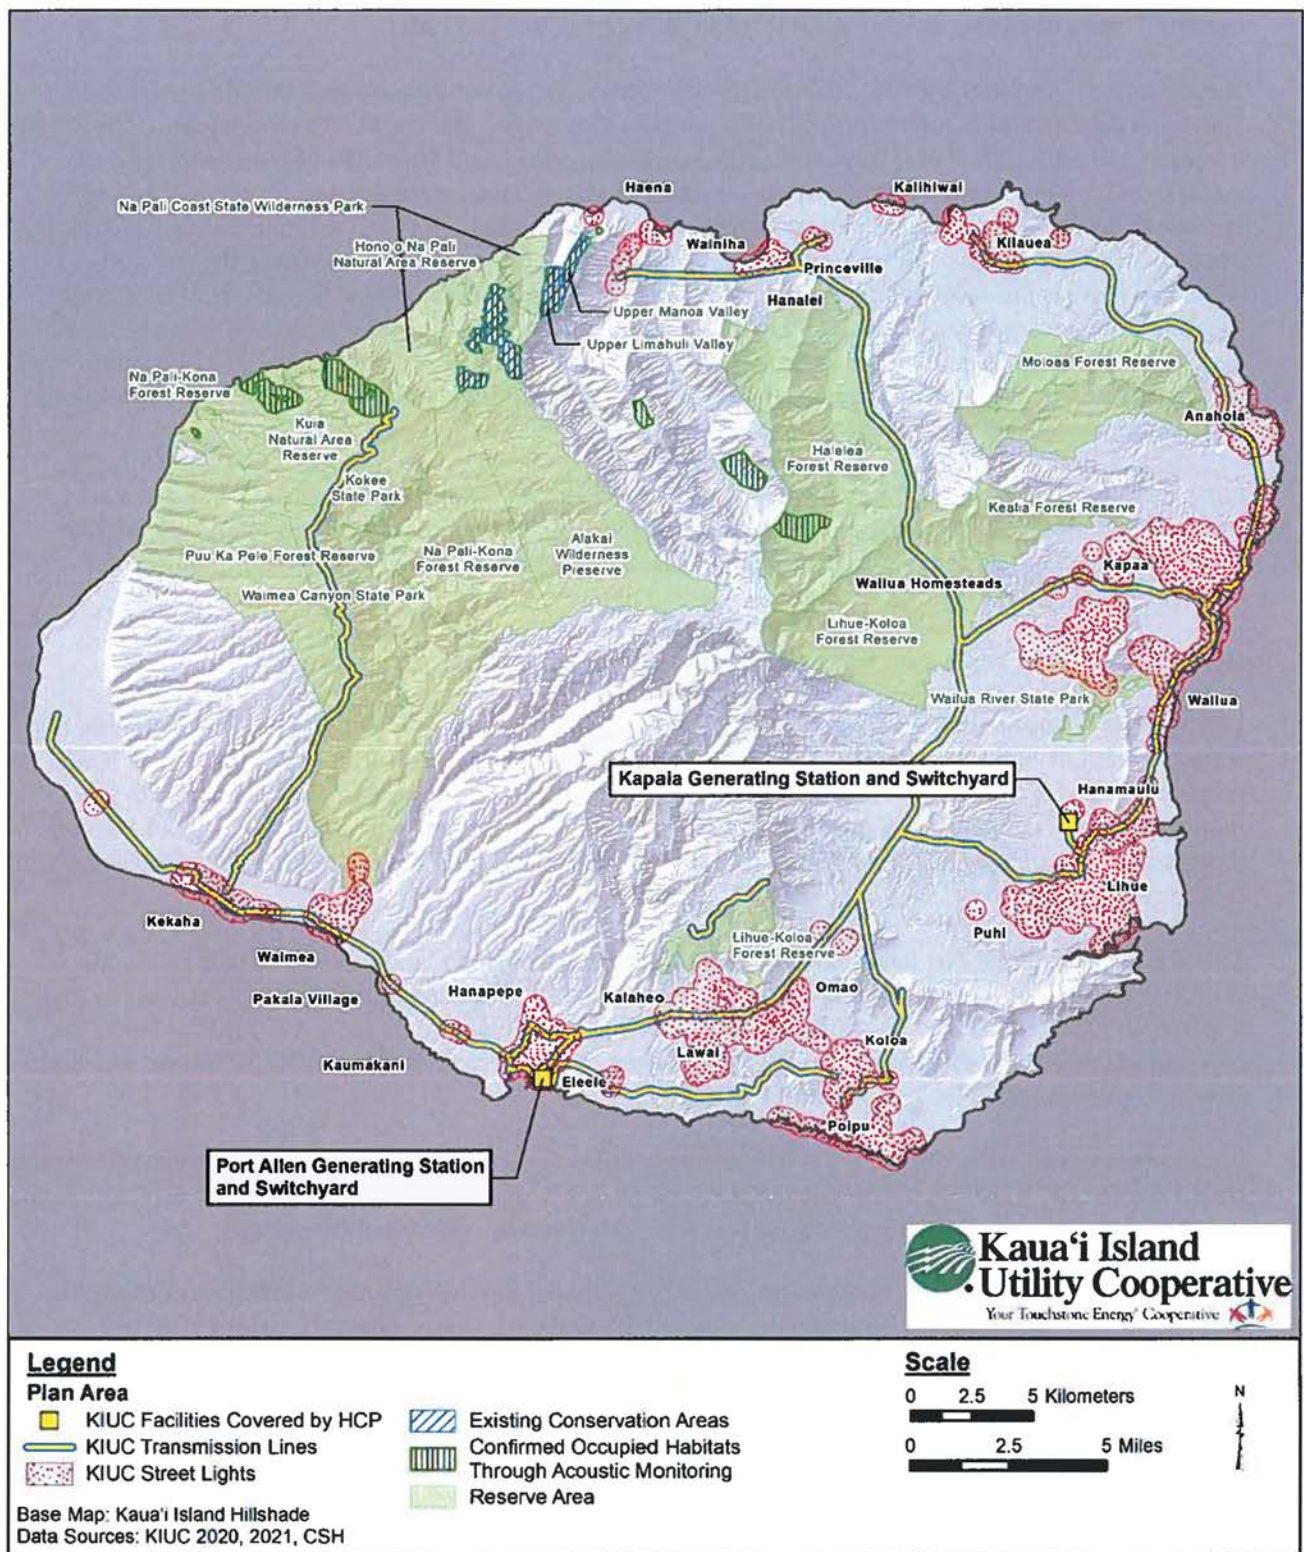 Haena
Kalihiwai
Na Pali Coast State Wilderness Park
Hono o Na Pali
Natural Area Reserve
Wainiha
Kilauea
Princeville
Hanalei
Upper Manoa Valley
Upper Limahuli Valley
Na Pali-Kona
Forest Reserve
Moloaa Forest Reserve
Anahola
Kuia
Natural Area
Reserve
Halelea
Forest Reserve
Kokee
State Park
Kealia Forest Reserve
Puu Ka Pele Forest Reserve
Na Pali-Kona
Forest Reserve
Alakai
Wilderness
Preserve
Kapaa
Wailua Homesteads
Waimea Canyon State Park
Lihue-Koloa
Forest Reserve
Wailua River State Park
Wailua
Kapaia Generating Station and Switchyard
Hanamaulu
Lihue
Kekaha
Puhi
Waimea
Lihue-Koloa
Forest Reserve
Pakala Village
Hanapepe
Kalaheo
Omao
Koloa
Lawai
Kaumakani
Eleele
Poipu
Port Allen Generating Station
and Switchyard
Kaua‘i Island
Utility Cooperative
Your Touchstone Energy® Cooperative
Legend
Plan Area
KIUC Facilities Covered by HCP
KIUC Transmission Lines
KIUC Street Lights
Existing Conservation Areas
Confirmed Occupied Habitats
Through Acoustic Monitoring
Reserve Area
Base Map: Kaua'i Island Hillshade
Data Sources: KIUC 2020, 2021, CSH
Scale
0 2.5 5 Kilometers
0 2.5 5 Miles
N